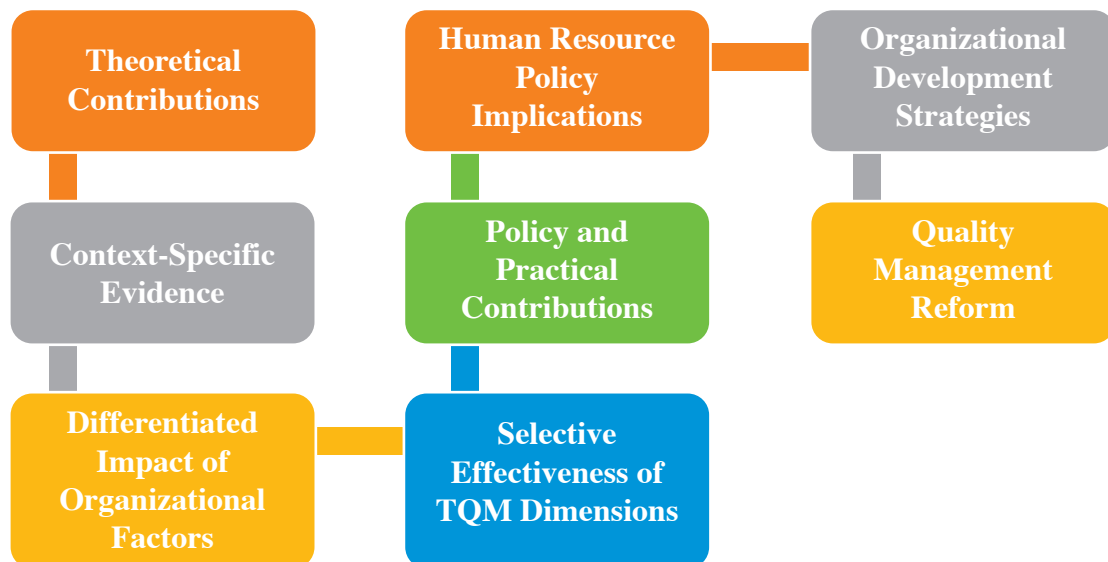 Theoretical
Contributions
Context-Specific
Evidence
Differentiated
Impact of
Organizational
Factors
Selective
Effectiveness of
TQM Dimensions
Policy and
Practical
Contributions
Human Resource
Policy
Implications
Organizational
Development
Strategies
Quality
Management
Reform